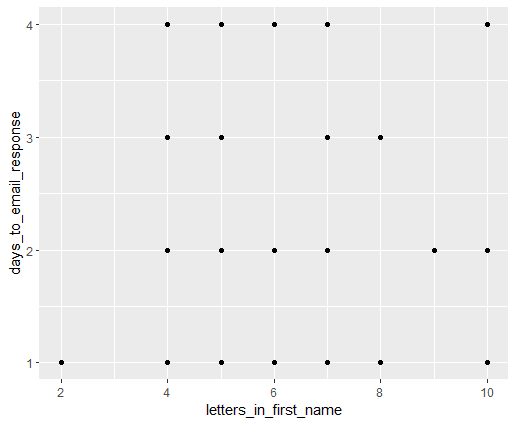 4
3
2
1
days_to_email_response
2 4 6 8 10
letters_in_first_name